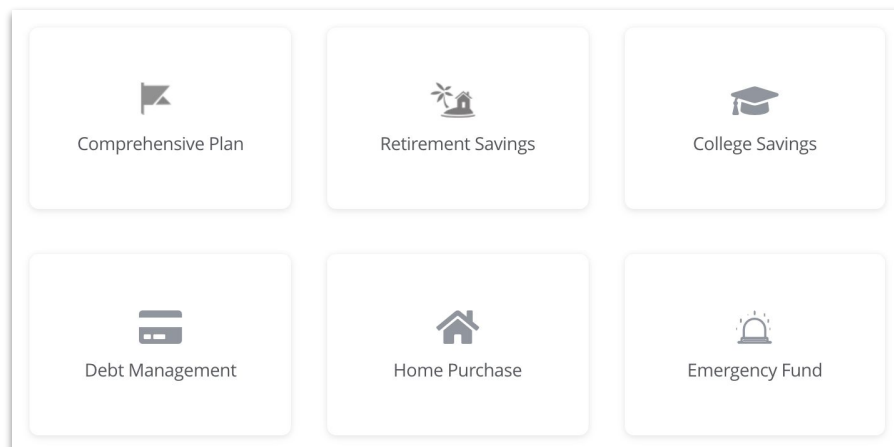 Comprehensive Plan
Retirement Savings
College Savings
Debt Management
Home Purchase
Emergency Fund